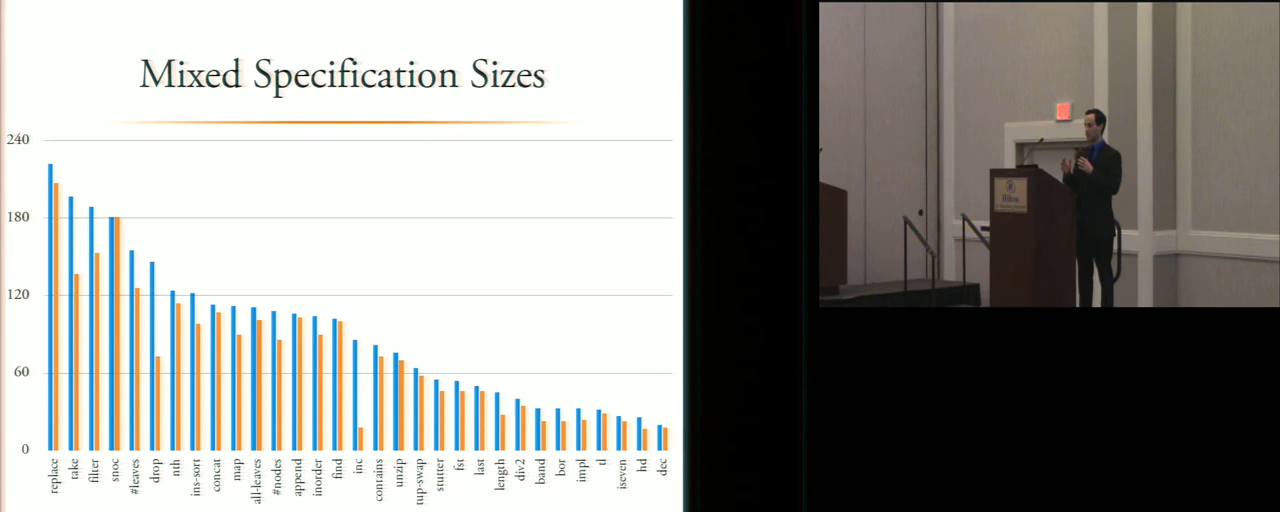 Mixed Specification Sizes
240
180
120
60
0
replace
take
filter
snoc
#leaves
drop
nth
ins-sort
concat
map
all-leaves
#nodes
append
inorder
find
inc
contains
unzip
tup-swap
stutter
fst
last
length
div2
band
bor
impl
tl
iseven
hd
dec
Hilton